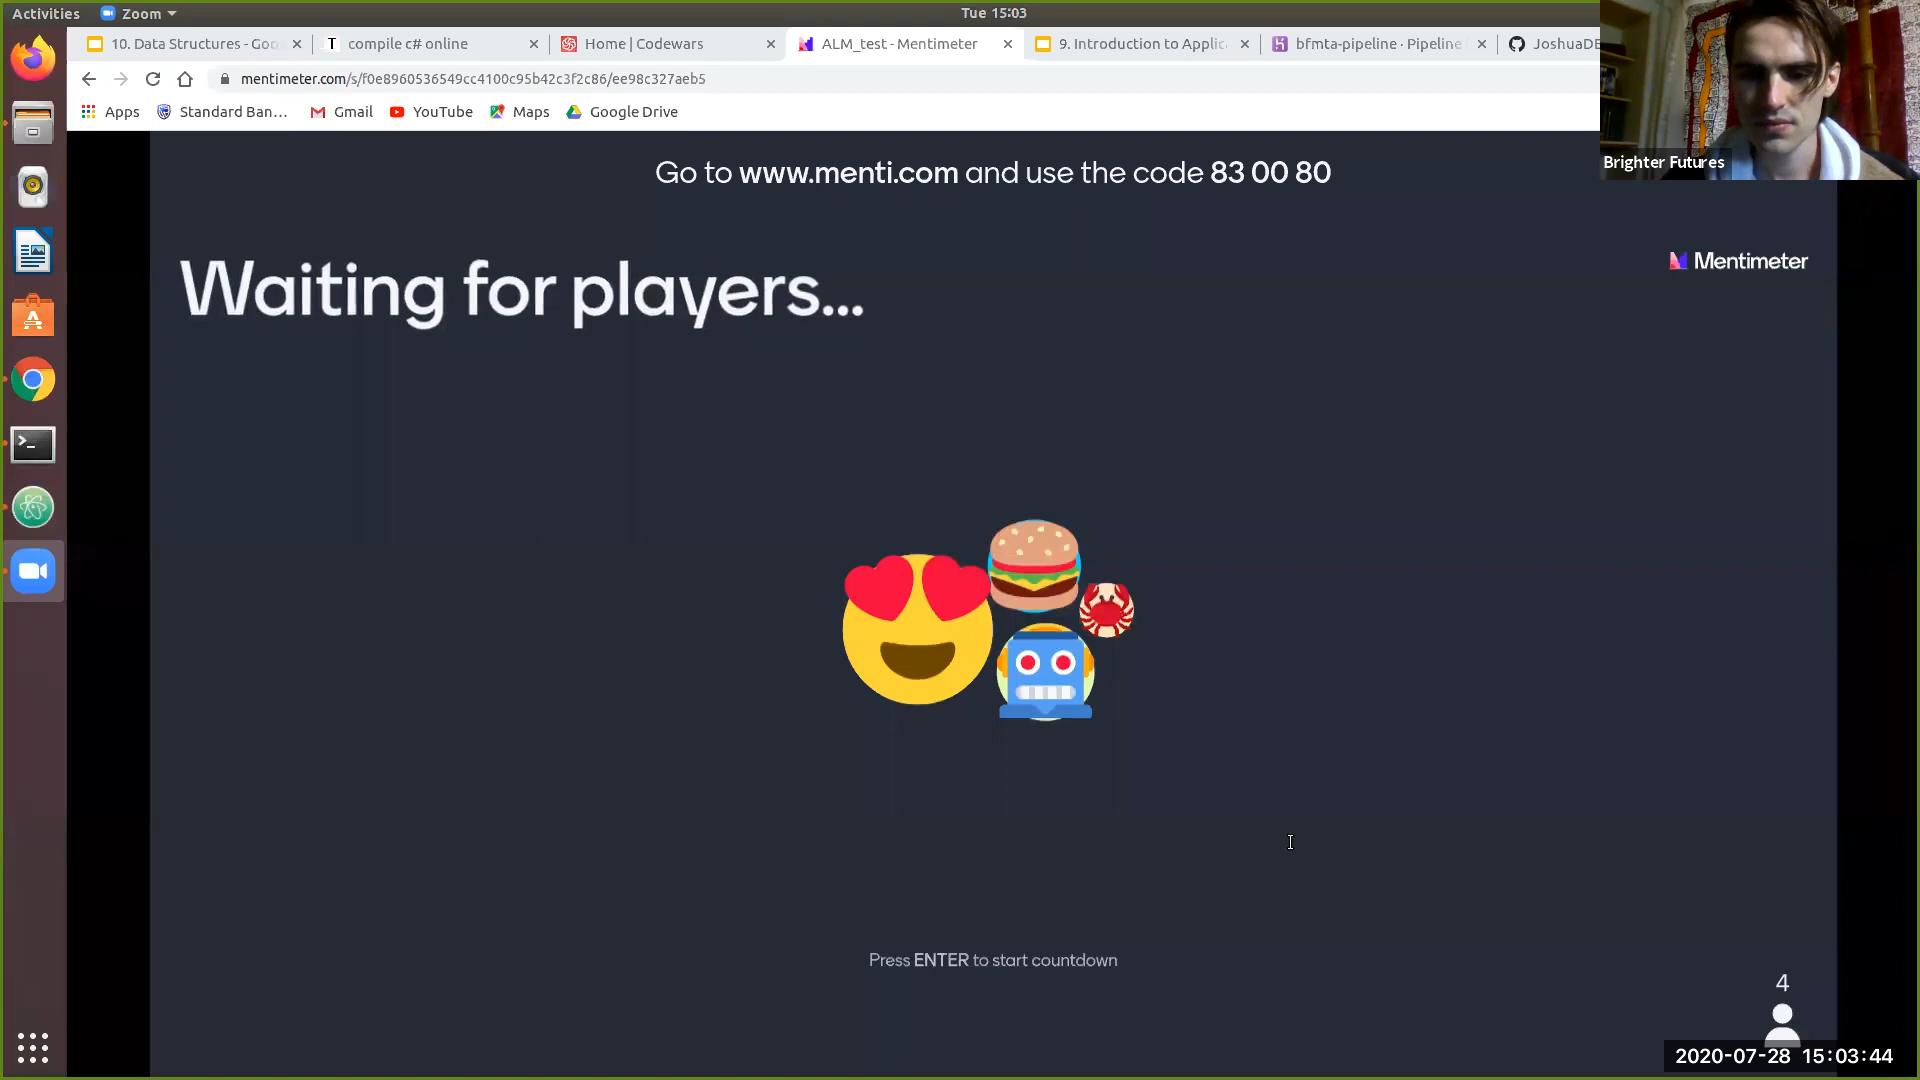 Activities
Zoom
Tue 15:03
10. Data Structures - Goo
T compile c# online
Home | Codewars
ALM_test - Mentimeter
9. Introduction to Applic
bfmta-pipeline · Pipeline
JoshuaDE
mentimeter.com/s/f0e8960536549cc4100c95b42c3f2c86/ee98c327aeb5
Apps
Standard Ban...
Gmail
YouTube
Maps
Google Drive
Brighter Futures
Go to www.menti.com and use the code 83 00 80
Mentimeter
Waiting for players...
Press ENTER to start countdown
4
2020-07-28 15:03:44